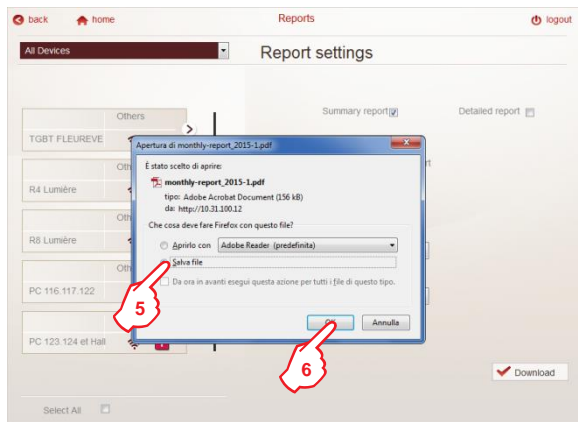 back
home
Reports
logout
All Devices
Report settings
Summary report
Detailed report
Others
TGBT FLEUREVE
R4 Lumière
R8 Lumière
PC 116.117.122
PC 123 124 et Hall
Select All
Download
Apertura di monthly-report_2015-1.pdf
È stato scelto di aprire:
monthly-report_2015-1.pdf
tipo: Adobe Acrobat Document (156 kB)
da: http://10.31.100.12
Che cosa deve fare Firefox con questo file?
Aprirlo con Adobe Reader (predefinita)
Salva file
Da ora in avanti esegui questa azione per tutti i file di questo tipo.
OK
Annulla
5
6